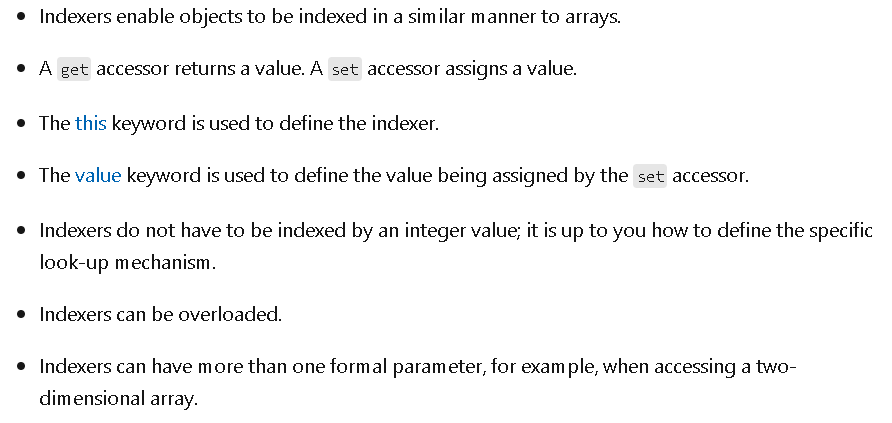 Indexers enable objects to be indexed in a similar manner to arrays.
A get accessor returns a value. A set accessor assigns a value.
The this keyword is used to define the indexer.
The value keyword is used to define the value being assigned by the set accessor.
Indexers do not have to be indexed by an integer value; it is up to you how to define the specific
look-up mechanism.
Indexers can be overloaded.
Indexers can have more than one formal parameter, for example, when accessing a two-
dimensional array.